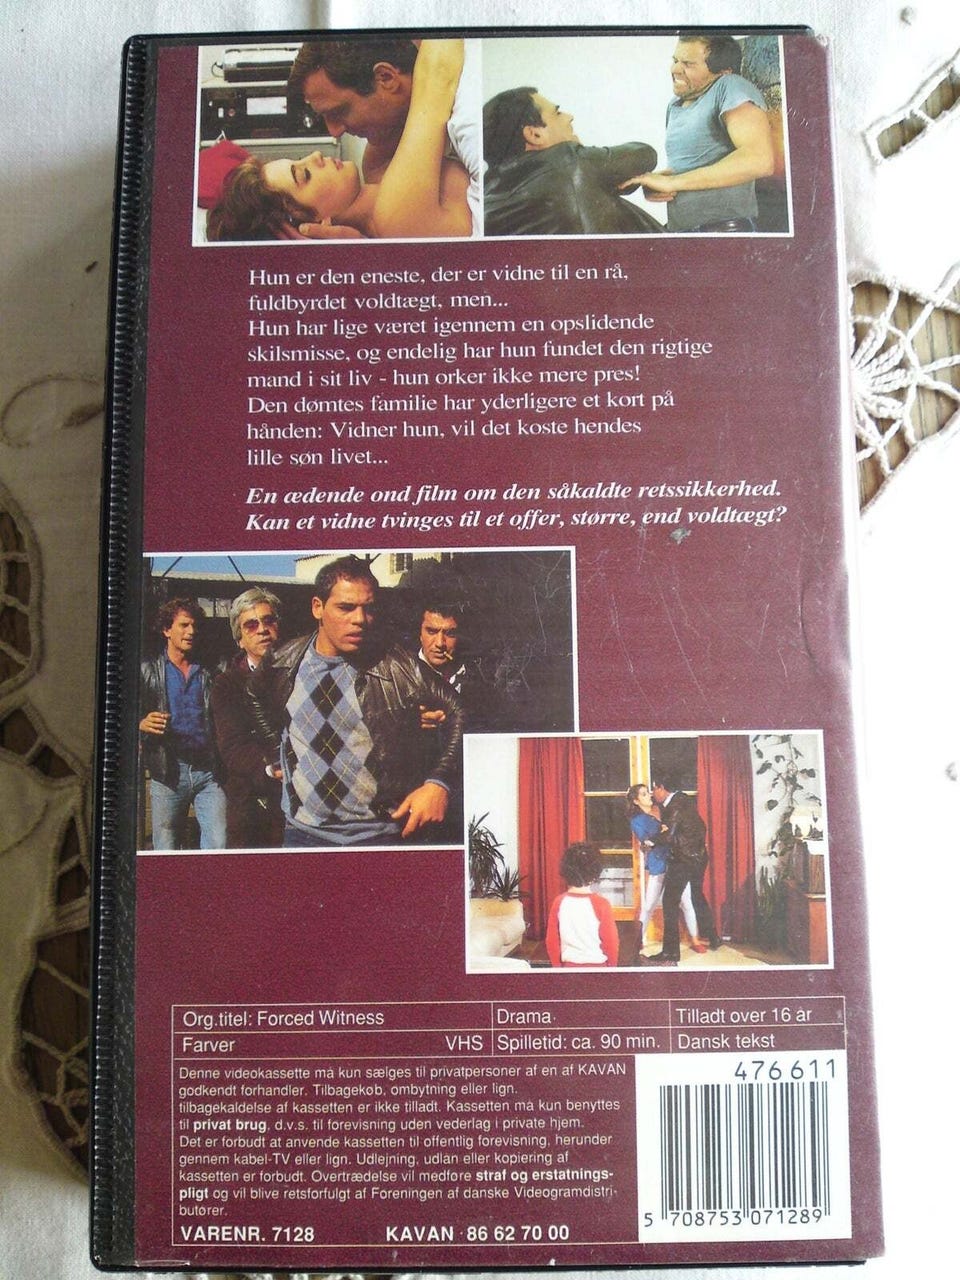 Hun er den eneste, der er vidne til en rå,
fuldbyrdet voldtægt, men...
Hun har lige været igennem en opslidende
skilsmisse, og endelig har hun fundet den rigtige
mand i sit liv - hun orker ikke mere pres!
Den dømtes familie har yderligere et kort på
hånden: Vidner hun, vil det koste hendes
lille søn livet...
En ædende ond film om den såkaldte retssikkerhed.
Kan et vidne tvinges til et offer, større, end voldtægt?
Org.titel: Forced Witness Drama Tilladt over 16 år
Farver VHS Spilletid: ca. 90 min. Dansk tekst
Denne videokassette må kun sælges til privatpersoner af en af KAVAN
godkendt forhandler. Tilbagekøb, ombytning eller lign.
tilbagekaldelse af kassetten er ikke tilladt. Kassetten må kun benyttes
til privat brug, d.v.s. til forevisning uden vederlag i private hjem.
Det er forbudt at anvende kassetten til offentlig forevisning, herunder
gennem kabel-TV eller lign. Udlejning, udlån eller kopiering af
kassetten er forbudt. Overtrædelse vil medføre straf og erstatnings-
pligt og vil blive retsforfulgt af Foreningen af danske Videogramdistri-
butører.
VARENR. 7128 KAVAN · 86 62 70 00
476611
5 708753 071289